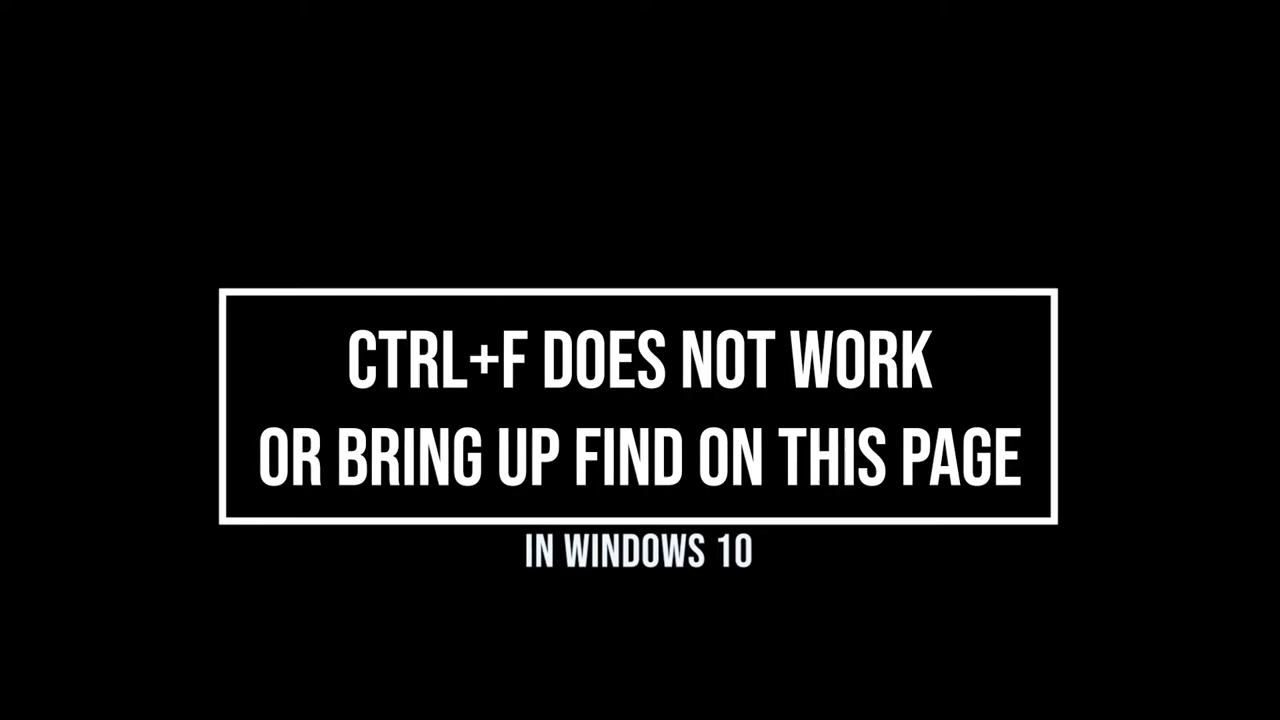 CTRL+F DOES NOT WORK
OR BRING UP FIND ON THIS PAGE
IN WINDOWS 10